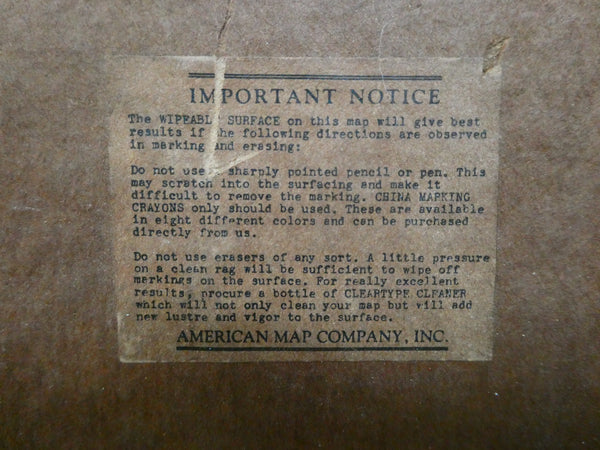 IMPORTANT NOTICE
The WIPEABLE SURFACE on this map will give best
results if the following directions are observed
in marking and erasing:
Do not use sharply pointed pencil or pen. This
may scratch into the surfacing and make it
difficult to remove the marking. CHINA MARKING
CRAYONS only should be used. These are available
in eight different colors and can be purchased
directly from us.
Do not use erasers of any sort. A little pressure
on a clean rag will be sufficient to wipe off
markings on the surface. For really excellent
results, procure a bottle of CLEARTYPE CLEANER
which will not only clean your map but will add
new lustre and vigor to the surface.
AMERICAN MAP COMPANY, INC.